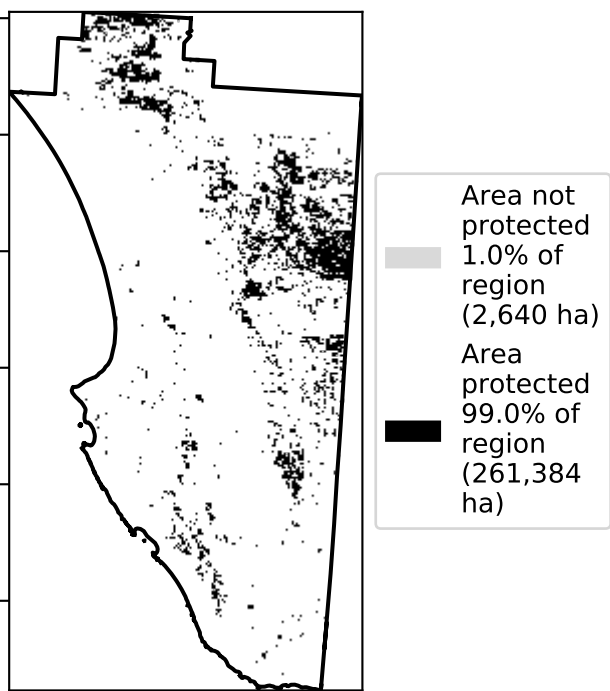 Area not
protected
1.0% of
region
(2,640 ha)
Area
protected
99.0% of
region
(261,384
ha)